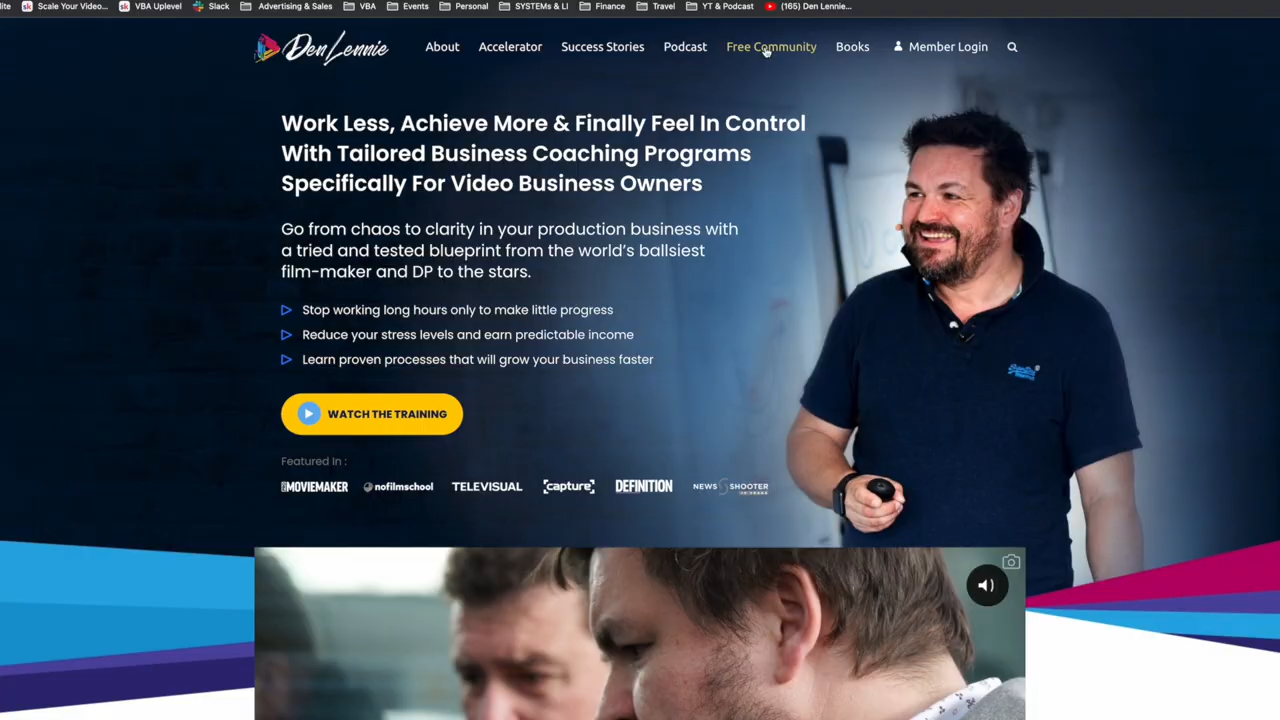 Scale Your Video...
VBA Uplevel
Slack
Advertising & Sales
VBA
Events
Personal
SYSTEMs & LI
Finance
Travel
YT & Podcast
(165) Den Lennie...
Den Lennie
About
Accelerator
Success Stories
Podcast
Free Community
Books
Member Login
Work Less, Achieve More & Finally Feel In Control
With Tailored Business Coaching Programs
Specifically For Video Business Owners
Go from chaos to clarity in your production business with
a tried and tested blueprint from the world's ballsiest
film-maker and DP to the stars.
Stop working long hours only to make little progress
Reduce your stress levels and earn predictable income
Learn proven processes that will grow your business faster
WATCH THE TRAINING
Featured In :
MOVIEMAKER
nofilmschool
TELEVISUAL
[capture]
DEFINITION
NEWS SHOOTER